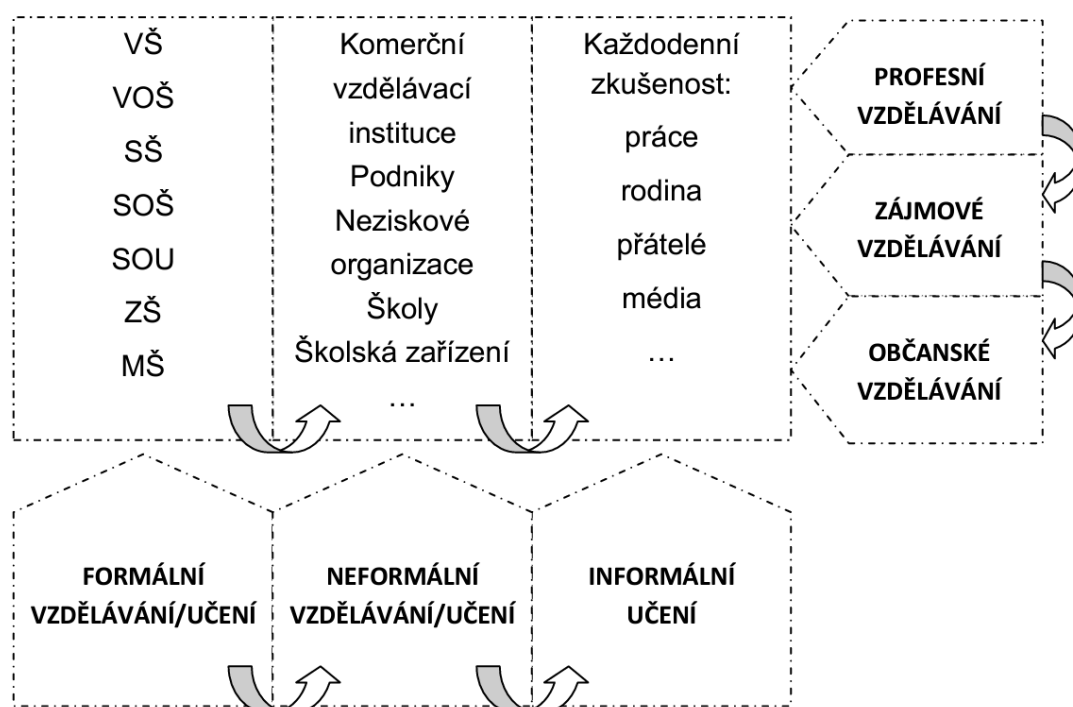 VŠ
VOŠ
SŠ
SOŠ
SOU
ZŠ
MŠ
Komerční
vzdělávací
instituce
Podniky
Neziskové
organizace
Školy
Školská zařízení
…
Každodenní
zkušenost:
práce
rodina
přátelé
média
…
PROFESNÍ
VZDĚLÁVÁNÍ
ZÁJMOVÉ
VZDĚLÁVÁNÍ
OBČANSKÉ
VZDĚLÁVÁNÍ
FORMÁLNÍ
VZDĚLÁVÁNÍ/UČENÍ
NEFORMÁLNÍ
VZDĚLÁVÁNÍ/UČENÍ
INFORMÁLNÍ
UČENÍ